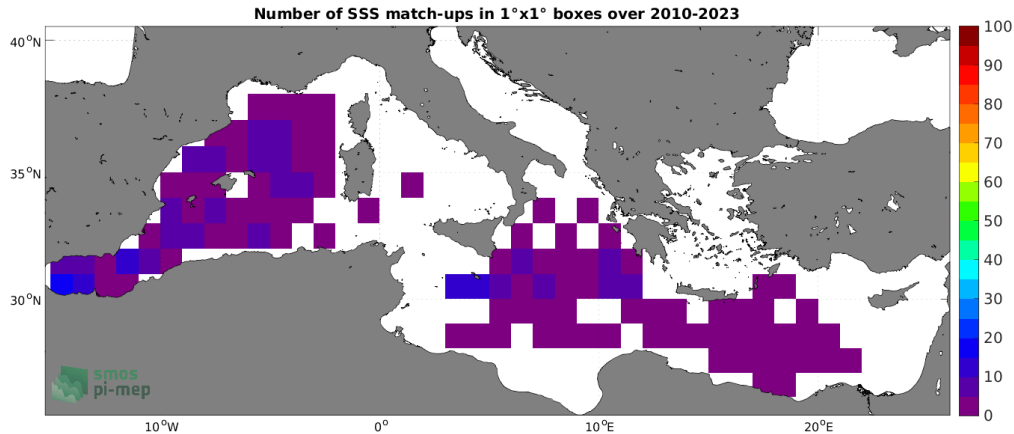 Number of SSS match-ups in 1°x1° boxes over 2010-2023
40°N
35°N
30°N
10°W
0°
10°E
20°E
100
90
80
70
60
50
40
30
20
10
0
smos
pi-mep